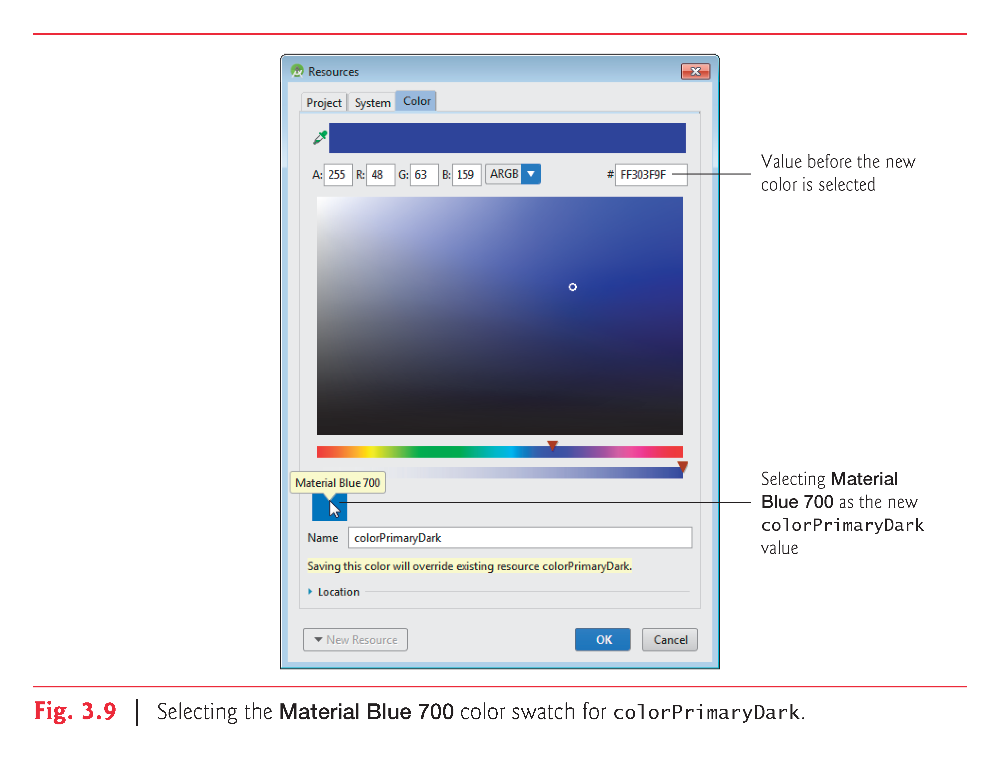 Resources
Project System Color
A: 255 R: 48 G: 63 B: 159 ARGB # FF303F9F
Value before the new
color is selected
Material Blue 700
Selecting Material
Blue 700 as the new
colorPrimaryDark
value
Name colorPrimaryDark
Saving this color will override existing resource colorPrimaryDark.
Location
New Resource OK Cancel
Fig. 3.9 | Selecting the Material Blue 700 color swatch for colorPrimaryDark.